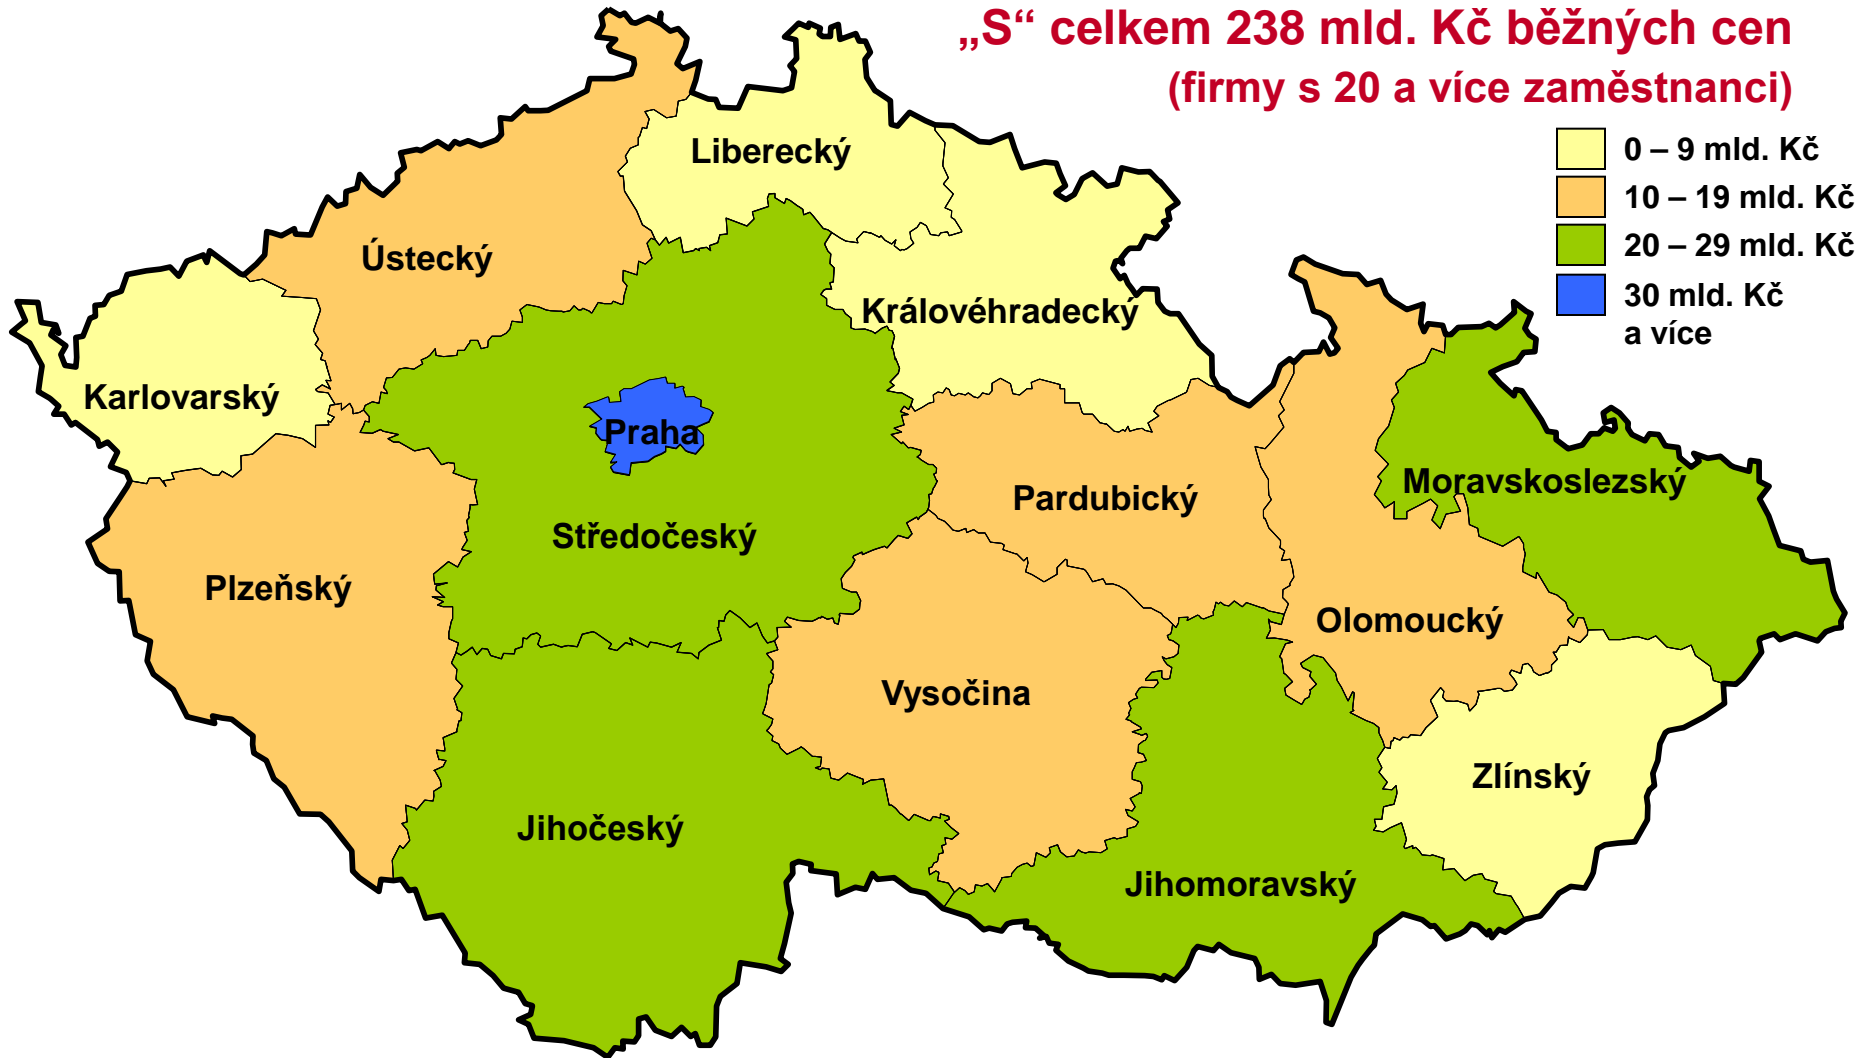 „S“ celkem 238 mld. Kč běžných cen
(firmy s 20 a více zaměstnanci)
0 – 9 mld. Kč
10 – 19 mld. Kč
20 – 29 mld. Kč
30 mld. Kč
a více
Liberecký
Ústecký
Královéhradecký
Karlovarský
Praha
Moravskoslezský
Pardubický
Středočeský
Plzeňský
Olomoucký
Vysočina
Zlínský
Jihočeský
Jihomoravský